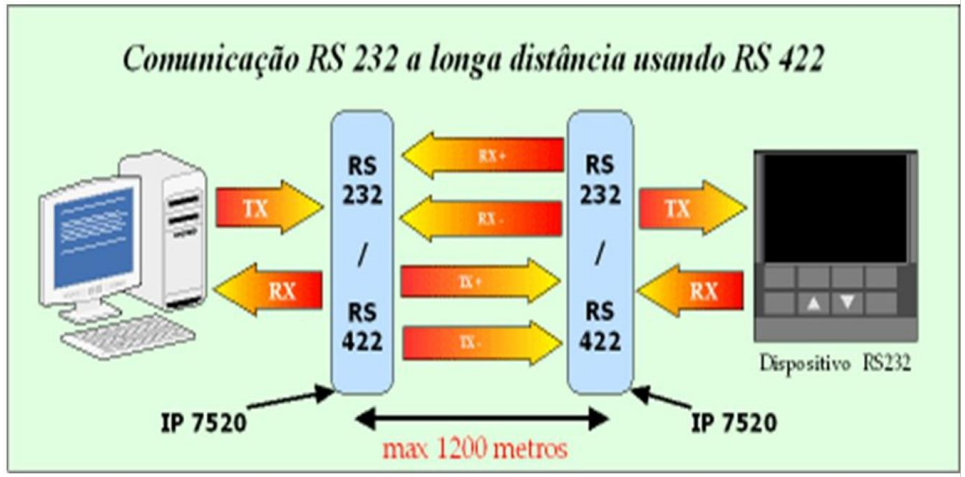 Comunicação RS 232 a longa distância usando RS 422
RS
232
/
RS
422
RS
232
/
RS
422
TX
RX
RX+
RX -
TX+
TX -
TX
RX
Dispositivo RS232
IP 7520
IP 7520
max 1200 metros